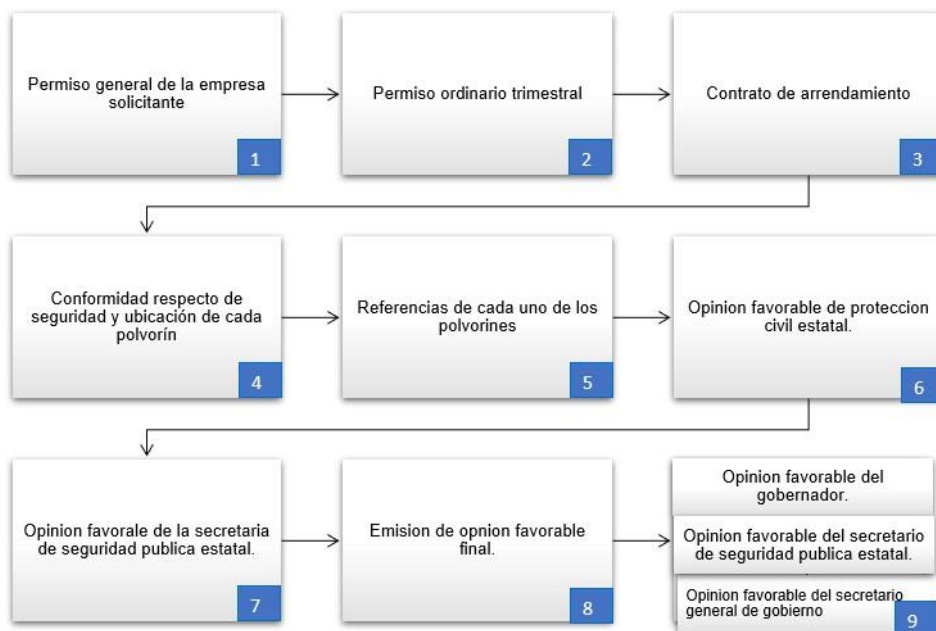 Permiso general de la empresa
solicitante
1
Permiso ordinario trimestral
2
Contrato de arrendamiento
3
Conformidad respecto de
seguridad y ubicación de cada
polvorín
4
Referencias de cada uno de los
polvorines
5
Opinion favorable de proteccion
civil estatal.
6
Opinion favorale de la secretaria
de seguridad publica estatal.
7
Emision de opnion favorable
final.
8
Opinion favorable del
gobernador.
Opinion favorable del secretario
de seguridad publica estatal.
Opinion favorable del secretario
general de gobierno
9